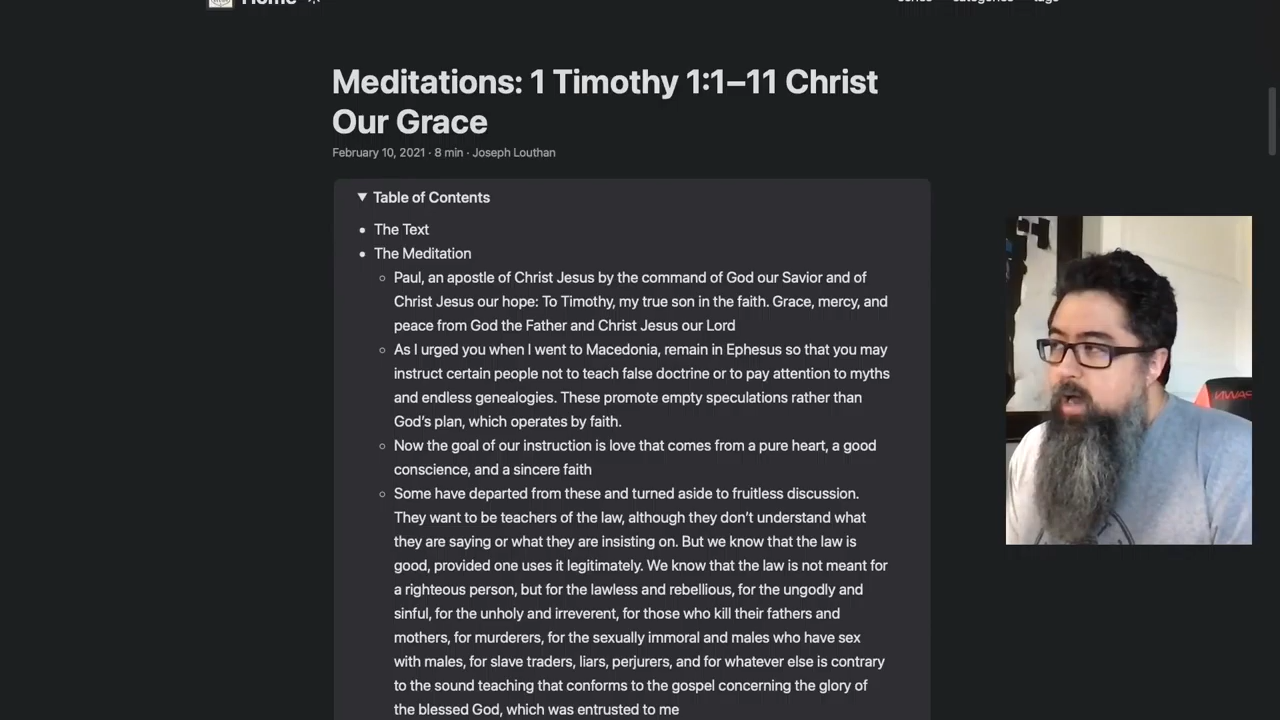 Home
series categories tags
Meditations: 1 Timothy 1:1–11 Christ
Our Grace
February 10, 2021 · 8 min · Joseph Louthan
▼ Table of Contents
• The Text
• The Meditation
◦ Paul, an apostle of Christ Jesus by the command of God our Savior and of
Christ Jesus our hope: To Timothy, my true son in the faith. Grace, mercy, and
peace from God the Father and Christ Jesus our Lord
◦ As I urged you when I went to Macedonia, remain in Ephesus so that you may
instruct certain people not to teach false doctrine or to pay attention to myths
and endless genealogies. These promote empty speculations rather than
God’s plan, which operates by faith.
◦ Now the goal of our instruction is love that comes from a pure heart, a good
conscience, and a sincere faith
◦ Some have departed from these and turned aside to fruitless discussion.
They want to be teachers of the law, although they don’t understand what
they are saying or what they are insisting on. But we know that the law is
good, provided one uses it legitimately. We know that the law is not meant for
a righteous person, but for the lawless and rebellious, for the ungodly and
sinful, for the unholy and irreverent, for those who kill their fathers and
mothers, for murderers, for the sexually immoral and males who have sex
with males, for slave traders, liars, perjurers, and for whatever else is contrary
to the sound teaching that conforms to the gospel concerning the glory of
the blessed God, which was entrusted to me